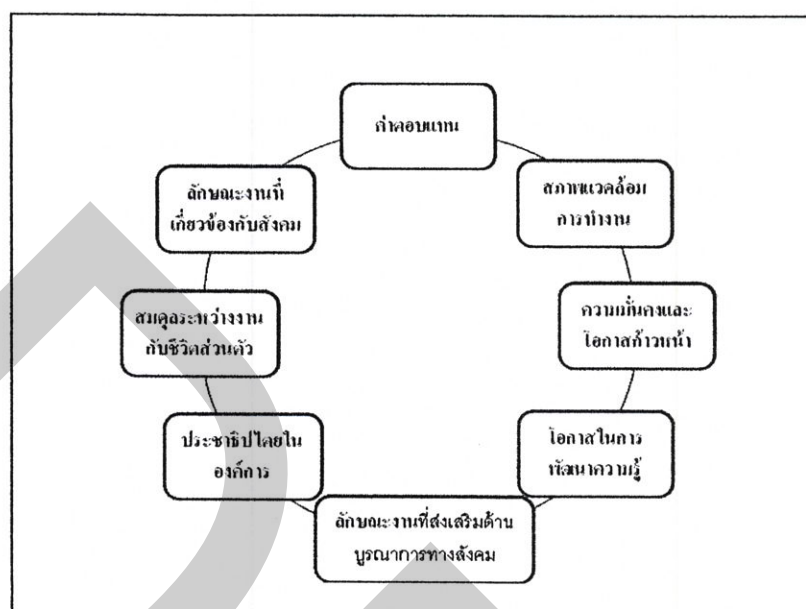 ค่าตอบแทน
สภาพแวดล้อม
การทำงาน
ความมั่นคงและ
โอกาสก้าวหน้า
โอกาสในการ
พัฒนาความรู้
ลักษณะงานที่ส่งเสริมด้าน
บูรณาการทางสังคม
ประชาธิปไตยใน
องค์การ
สมดุลระหว่างงาน
กับชีวิตส่วนตัว
ลักษณะงานที่
เกี่ยวข้องกับสังคม